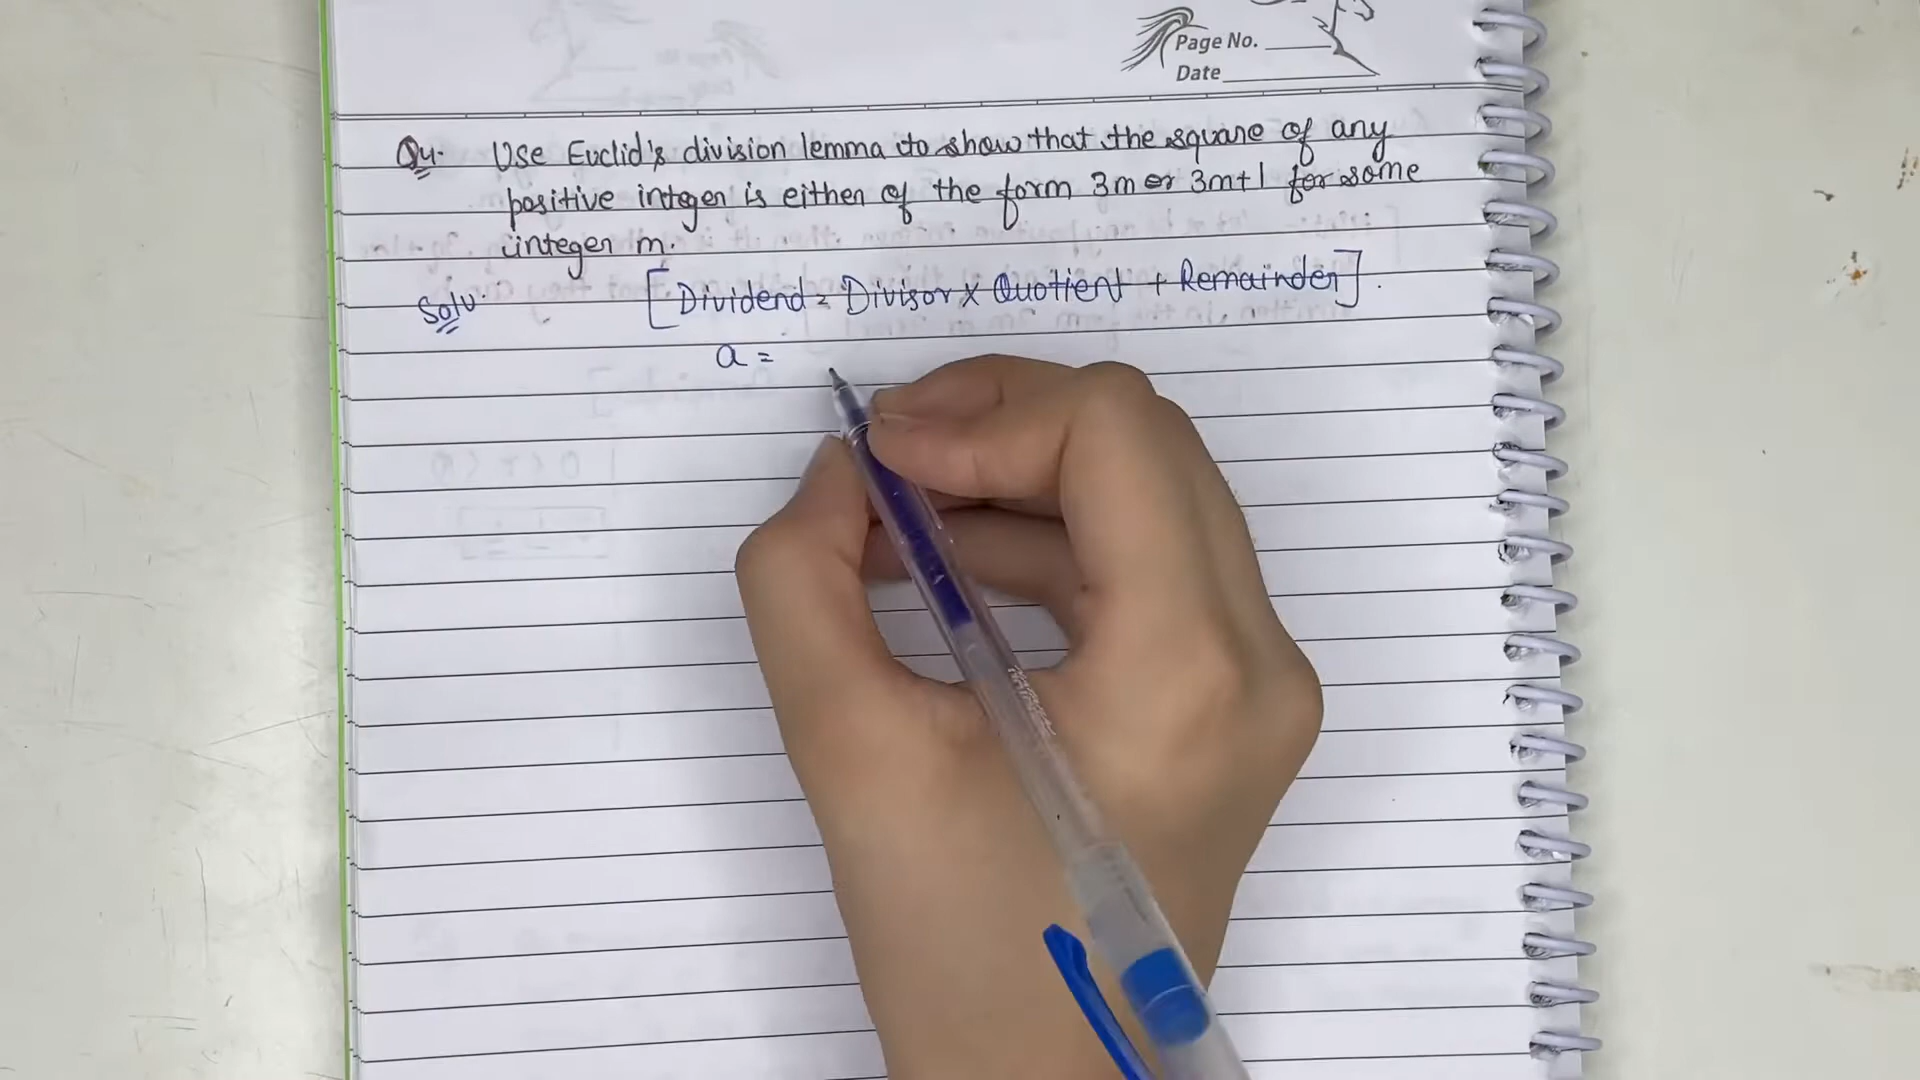 Page No.
Date
Q4. Use Euclid's division lemma to show that the square of any
positive integer is either of the form 3m or 3m+1 for some
integer m.
Solu. [Dividend = Divisor × Quotient + Remainder].
a =